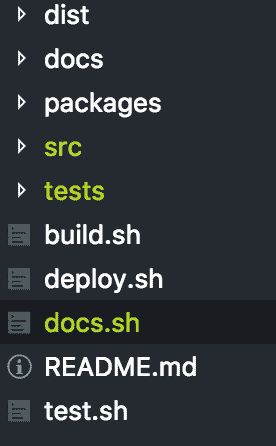 dist
docs
packages
src
tests
build.sh
deploy.sh
docs.sh
README.md
test.sh